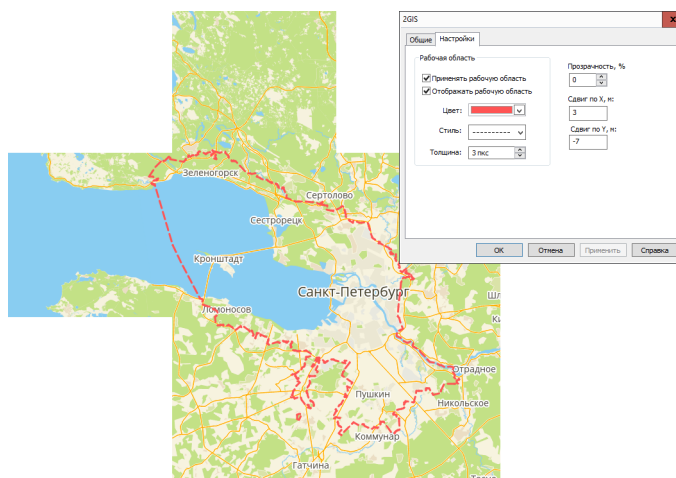 2GIS
x
Общие
Настройки
Рабочая область
Применять рабочую область
Отображать рабочую область
Цвет:
Стиль:
Толщина:
3 пкс
Прозрачность, %
0
Сдвиг по X, м:
3
Сдвиг по Y, м:
-7
ОК
Отмена
Применить
Справка
Зеленогорск
Сертолово
Сестрорецк
Кронштадт
Санкт-Петербург
Ломоносов
Отрадное
Пушкин
Никольское
Коммунар
Гатчина